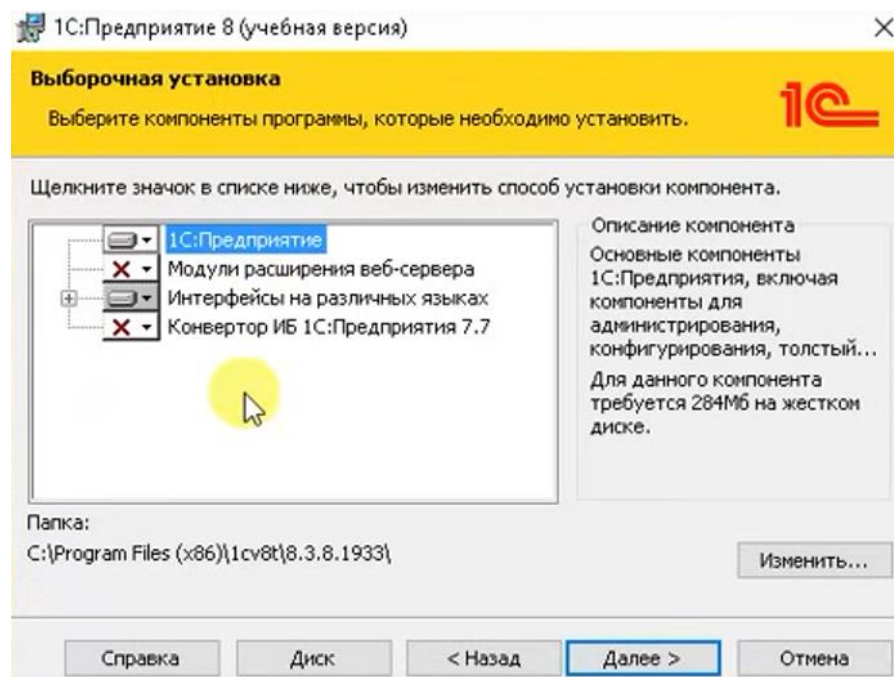 1С:Предприятие 8 (учебная версия)
Выборочная установка
Выберите компоненты программы, которые необходимо установить.
1С
Щелкните значок в списке ниже, чтобы изменить способ установки компонента.
1С:Предприятие
Модули расширения веб-сервера
Интерфейсы на различных языках
Конвертор ИБ 1С:Предприятия 7.7
Описание компонента
Основные компоненты
1С:Предприятия, включая
компоненты для
администрирования,
конфигурирования, толстый...
Для данного компонента
требуется 284Мб на жестком
диске.
Папка:
C:\Program Files (x86)\1cv8t\8.3.8.1933\
Изменить...
Справка
Диск
< Назад
Далее >
Отмена